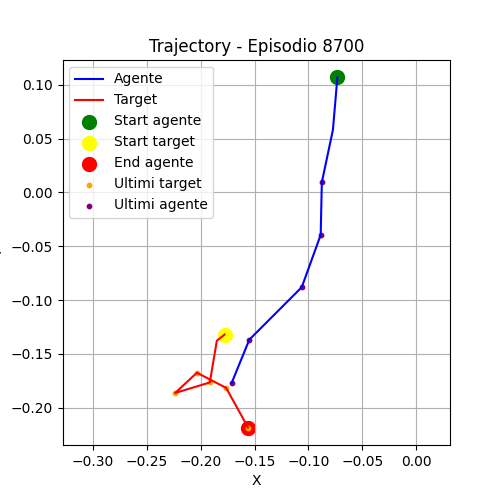 Trajectory - Episodio 8700
Agente
Target
Start agente
Start target
End agente
Ultimi target
Ultimi agente
0.10
0.05
0.00
−0.05
−0.10
−0.15
−0.20
−0.30 −0.25 −0.20 −0.15 −0.10 −0.05 0.00
X